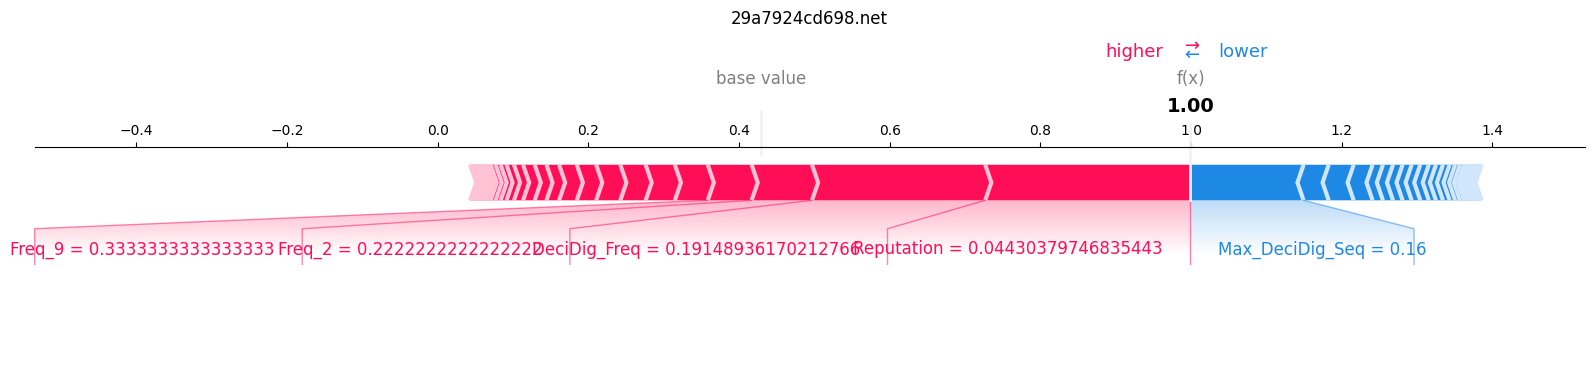 29a7924cd698.net
higher ⇄ lower
base value f(x)
1.00
−0.4 −0.2 0.0 0.2 0.4 0.6 0.8 1.0 1.2 1.4
Freq_9 = 0.3333333333333333 Freq_2 = 0.2222222222222222 DeciDig_Freq = 0.19148936170212766 Reputation = 0.04430379746835443 Max_DeciDig_Seq = 0.16